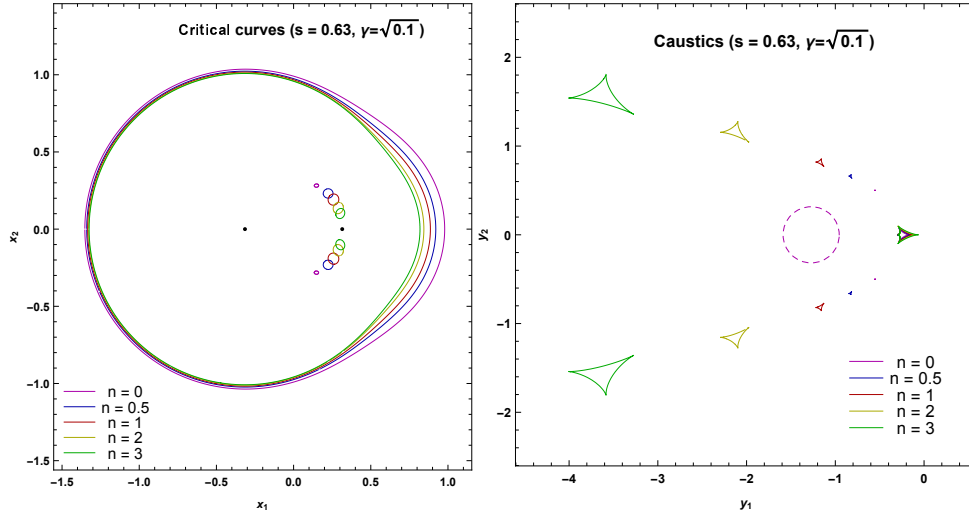 Critical curves (s = 0.63, γ=√0.1)
1.0
0.5
0.0
−0.5
−1.0
−1.5
x₂
n = 0
n = 0.5
n = 1
n = 2
n = 3
−1.5 −1.0 −0.5 0.0 0.5 1.0
x₁
Caustics (s = 0.63, γ=√0.1)
2
1
0
−1
−2
y₂
n = 0
n = 0.5
n = 1
n = 2
n = 3
−4 −3 −2 −1 0
y₁